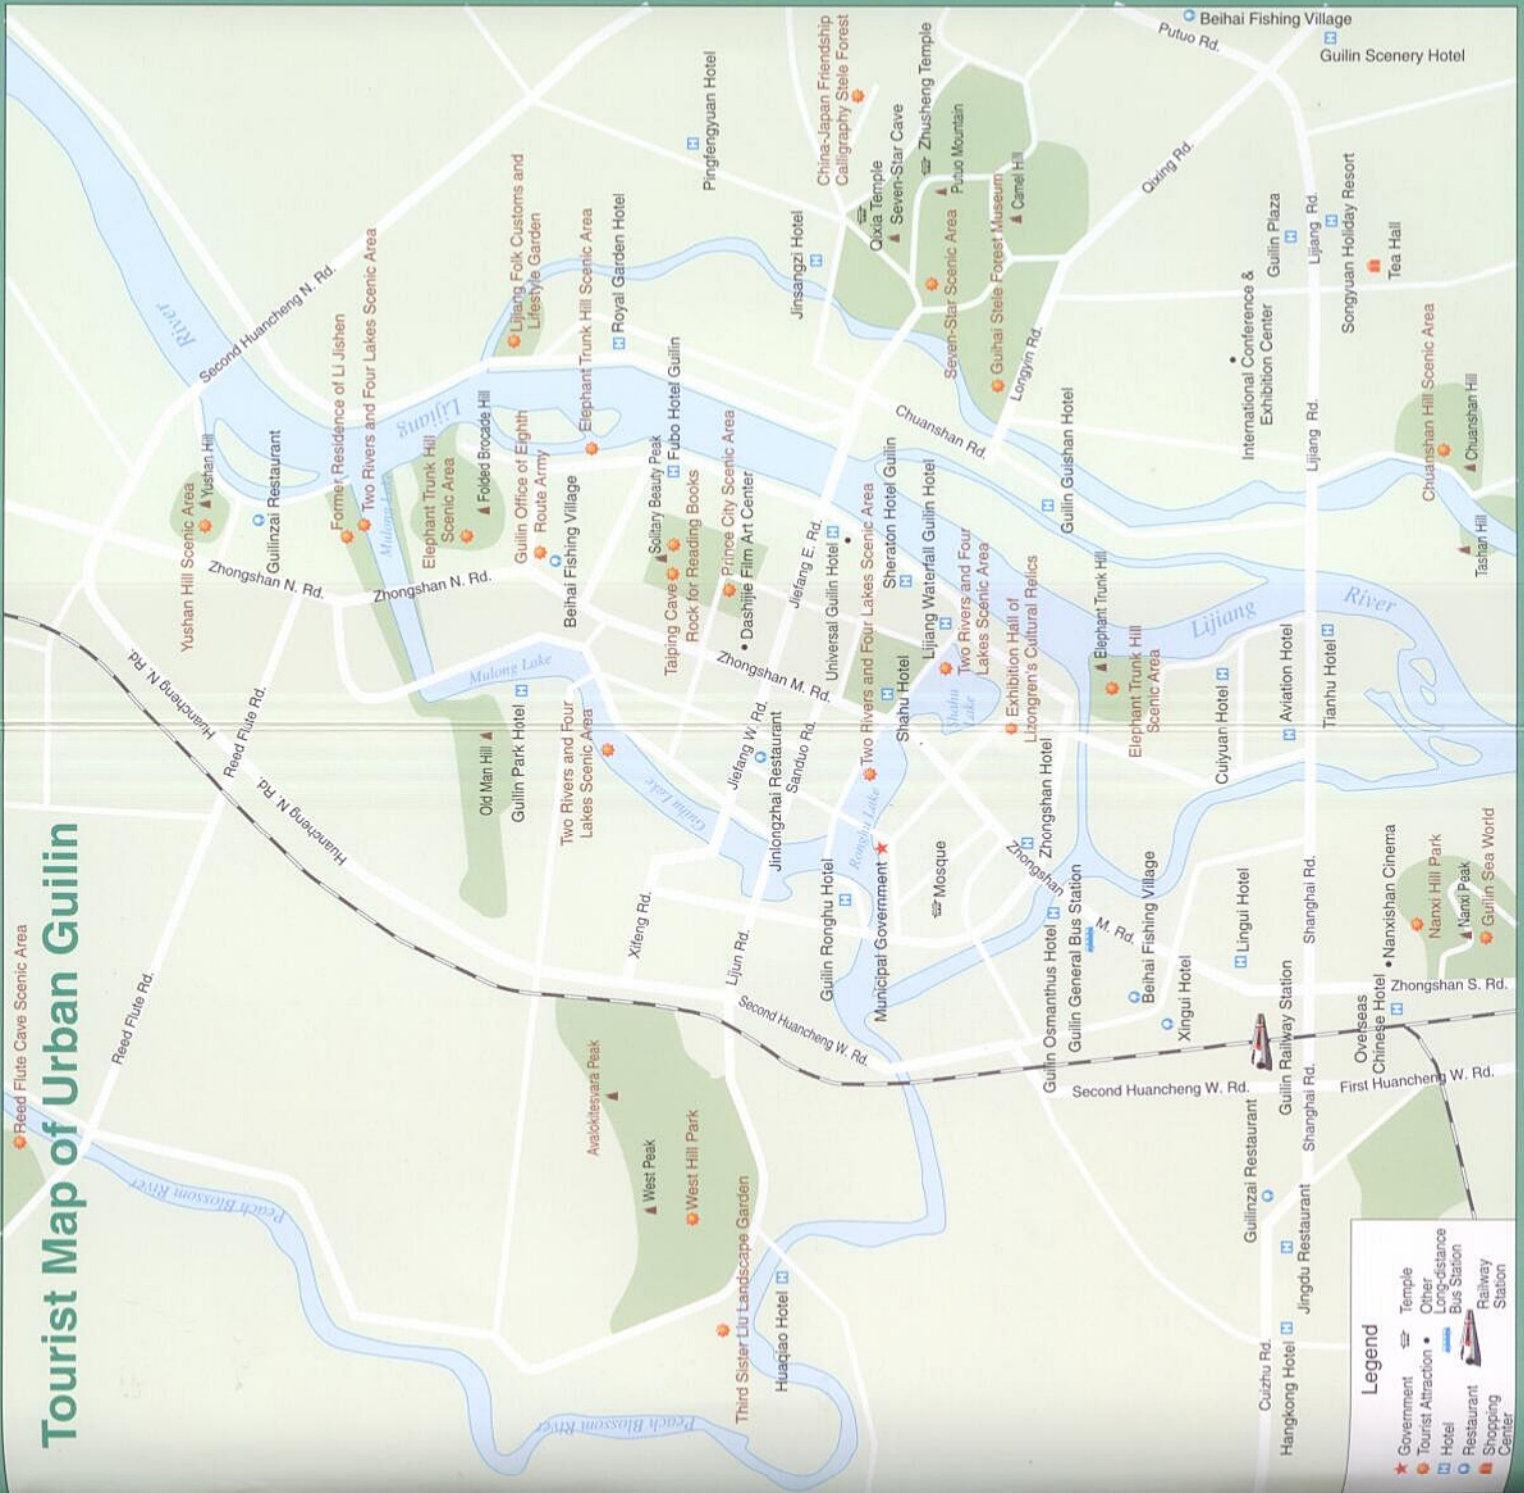 Tourist Map of Urban Guilin
Reed Flute Cave Scenic Area
Reed Flute Rd.
Peach Blossom River
River
Second Huancheng N. Rd.
Yushan Hill Scenic Area
Yushan Hill
Guilinzai Restaurant
Zhongshan N. Rd.
Huancheng N. Rd.
Reed Flute Rd.
Huancheng N. Rd.
Former Residence of Li Jishen
Two Rivers and Four Lakes Scenic Area
Mulong Lake
Zhongshan N. Rd.
Lijiang
Elephant Trunk Hill
Scenic Area
Folded Brocade Hill
Lijiang Folk Customs and
Lifestyle Garden
Guilin Office of Eighth
Route Army
Beihai Fishing Village
Elephant Trunk Hill Scenic Area
Royal Garden Hotel
Mulong Lake
Old Man Hill
Guilin Park Hotel
Two Rivers and Four
Lakes Scenic Area
Guihu Lake
Solitary Beauty Peak
Fubo Hotel Guilin
Taiping Cave
Rock for Reading Books
Prince City Scenic Area
Dashijie Film Art Center
Zhongshan M. Rd.
Pingfengyuan Hotel
Jinsangzi Hotel
China-Japan Friendship
Calligraphy Stele Forest
Qixia Temple
Seven-Star Cave
Zhusheng Temple
Putuo Mountain
Seven-Star Scenic Area
Guihai Stele Forest Museum
Camel Hill
Longyin Rd.
Qixing Rd.
Putuo Rd.
Beihai Fishing Village
Guilin Scenery Hotel
Chuanshan Rd.
Guilin Guishan Hotel
International Conference &
Exhibition Center
Guilin Plaza
Lijiang Rd.
Lijiang Rd.
Songyuan Holiday Resort
Tea Hall
Chuanshan Hill Scenic Area
Chuanshan Hill
Tashan Hill
Jiefang E. Rd.
Universal Guilin Hotel
Two Rivers and Four Lakes Scenic Area
Sheraton Hotel Guilin
Lijiang Waterfall Guilin Hotel
Two Rivers and Four
Lakes Scenic Area
Shahu Hotel
Shahu
Lake
Exhibition Hall of
Lizongren's Cultural Relics
Elephant Trunk Hill
Elephant Trunk Hill
Scenic Area
Lijiang
River
Cuiyuan Hotel
Aviation Hotel
Tianhu Hotel
Jiefang W. Rd.
Jinlongzhai Restaurant
Sanduo Rd.
Ronghu Lake
Guilin Ronghu Hotel
Municipal Government
Mosque
Zhongshan Hotel
Zhongshan
M. Rd.
Guilin Osmanthus Hotel
Guilin General Bus Station
Beihai Fishing Village
Xingui Hotel
Lingui Hotel
Shanghai Rd.
Guilin Railway Station
Nanxishan Cinema
Nanxi Hill Park
Nanxi Peak
Guilin Sea World
Zhongshan S. Rd.
Overseas
Chinese Hotel
First Huancheng W. Rd.
Second Huancheng W. Rd.
Shanghai Rd.
Xifeng Rd.
Lijun Rd.
Second Huancheng W. Rd.
Avalokitesvara Peak
West Peak
West Hill Park
Third Sister Liu Landscape Garden
Huaqiao Hotel
Peach Blossom River
Guilinzai Restaurant
Jingdu Restaurant
Cuizhu Rd.
Hangkong Hotel
Legend
Government
Tourist Attraction
Hotel
Restaurant
Shopping
Center
Temple
Other
Long-distance
Bus Station
Railway
Station